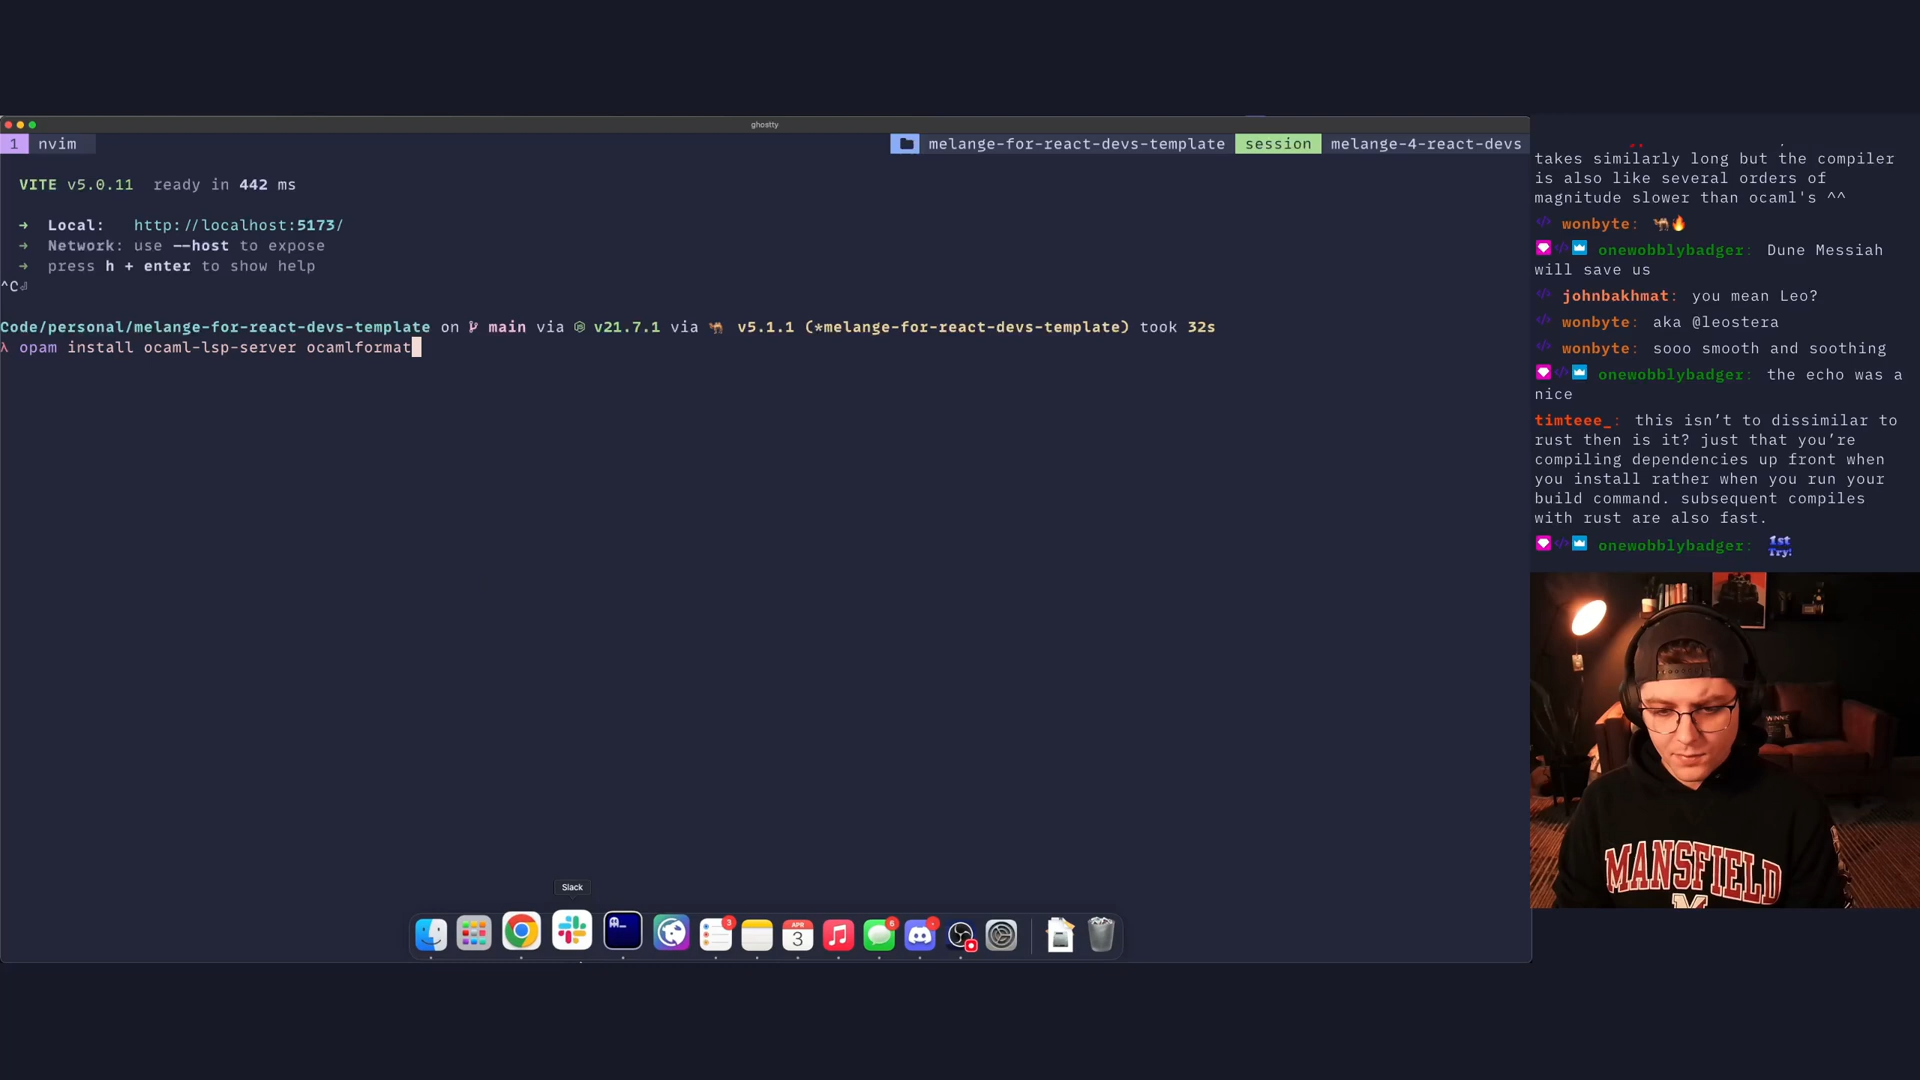 ghostty
1 nvim melange-for-react-devs-template session melange-4-react-devs
VITE v5.0.11 ready in 442 ms
➜ Local: http://localhost:5173/
➜ Network: use --host to expose
➜ press h + enter to show help
^C⏎
Code/personal/melange-for-react-devs-template on main via v21.7.1 via 🐫 v5.1.1 (*melange-for-react-devs-template) took 32s
λ opam install ocaml-lsp-server ocamlformat
takes similarly long but the compiler
is also like several orders of
magnitude slower than ocaml's ^^
wonbyte: 🐫🔥
onewobblybadger: Dune Messiah
will save us
johnbakhmat: you mean Leo?
wonbyte: aka @leostera
wonbyte: sooo smooth and soothing
onewobblybadger: the echo was a
nice
timteee_: this isn’t to dissimilar to
rust then is it? just that you’re
compiling dependencies up front when
you install rather when you run your
build command. subsequent compiles
with rust are also fast.
onewobblybadger: 1st
Try!
WINNIE
MANSFIELD
Slack
3
APR
3
6